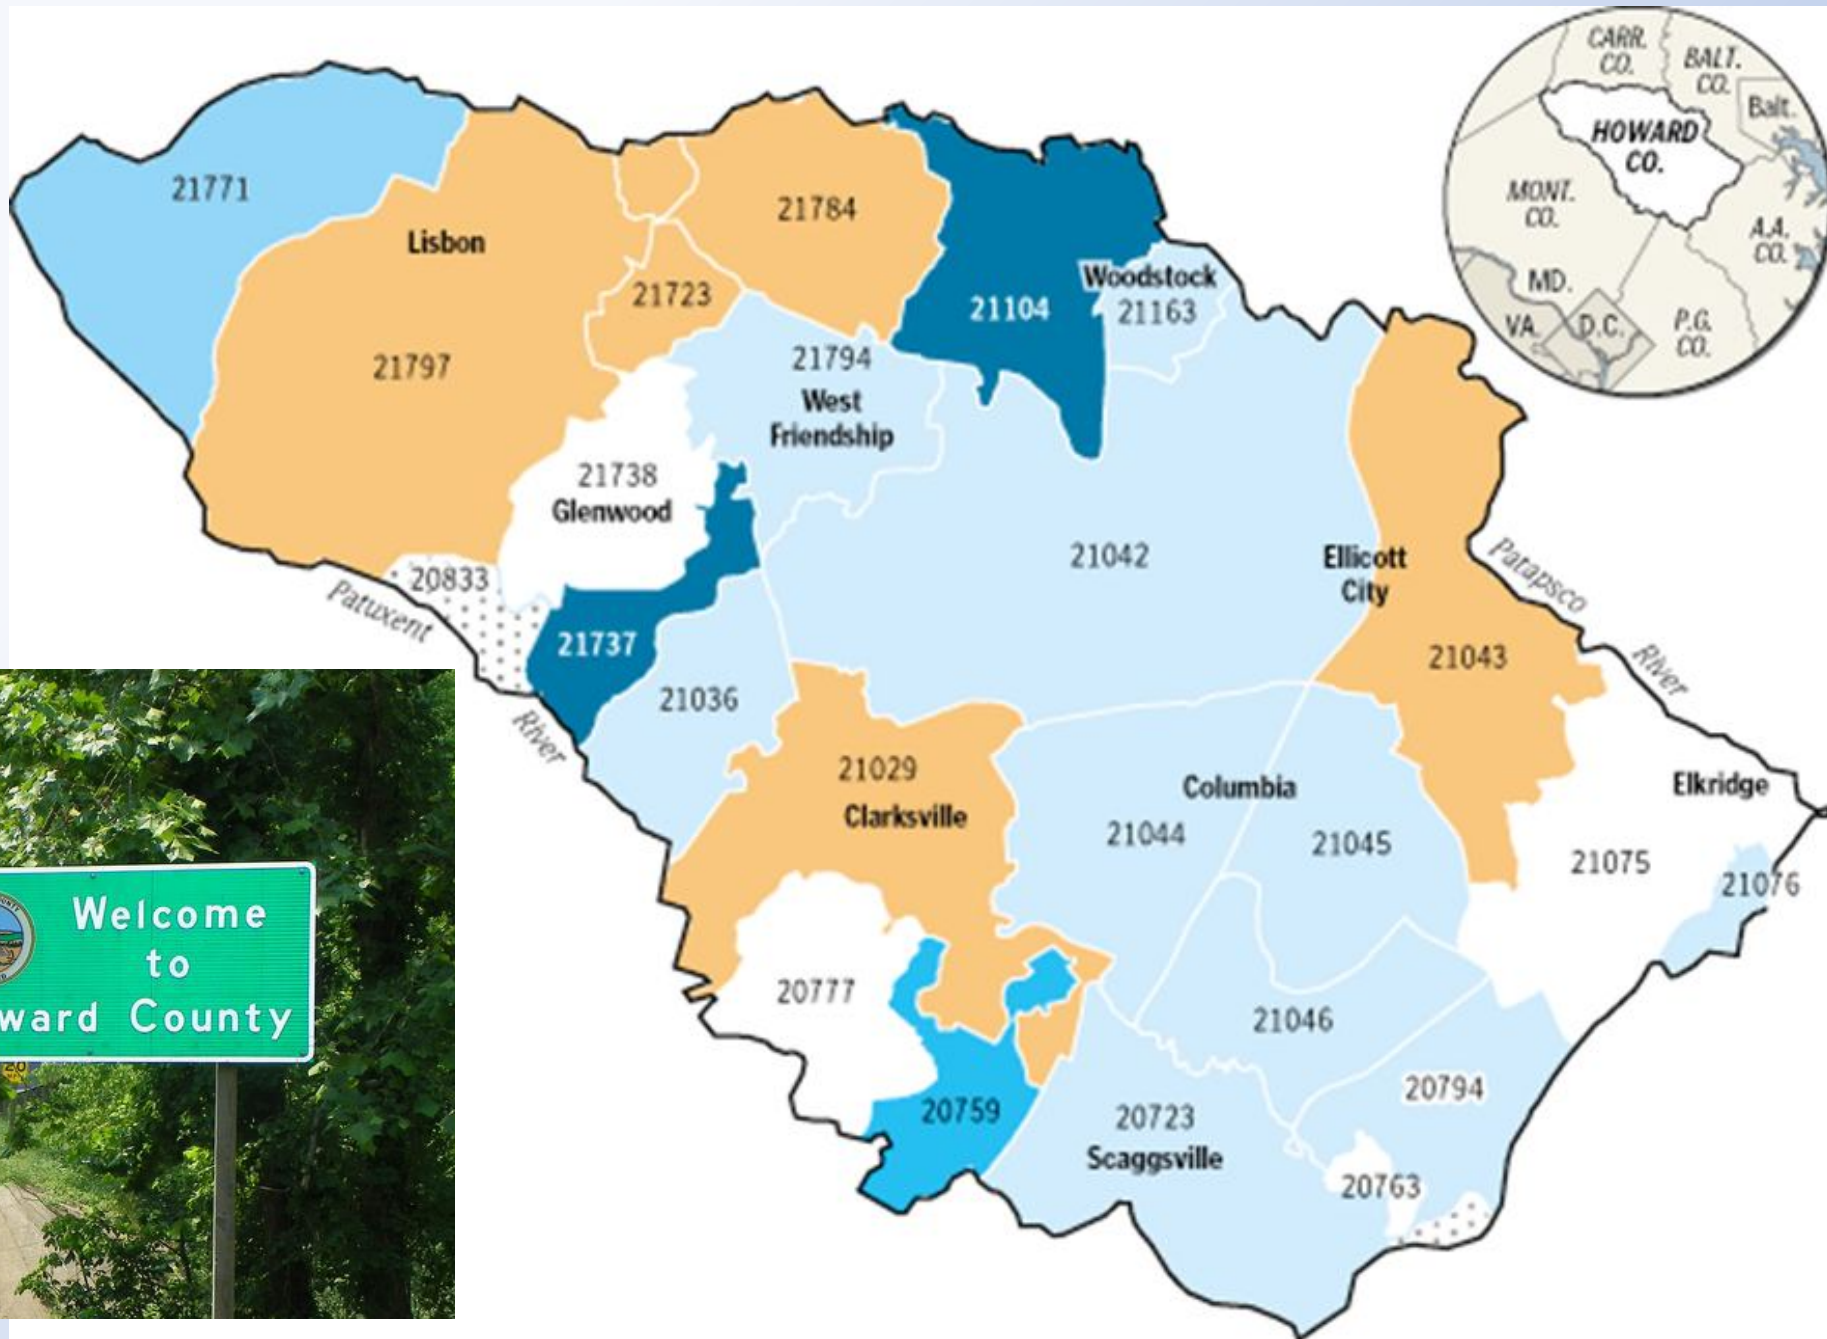 CARR.
CO.
BALT.
CO.
Balt.
HOWARD
CO.
MONT.
CO.
A.A.
CO.
MD.
VA.
D.C.
P.G.
CO.
21771
Lisbon
21784
21723
21104
Woodstock
21163
21797
21794
West
Friendship
21738
Glenwood
21042
Ellicott
City
Patapsco
River
20833
Patuxent
River
21737
21036
21043
21029
Clarksville
Columbia
21044
21045
Elkridge
21075
21076
20777
21046
20759
20723
Scaggsville
20794
20763
Welcome
to
ward County
20